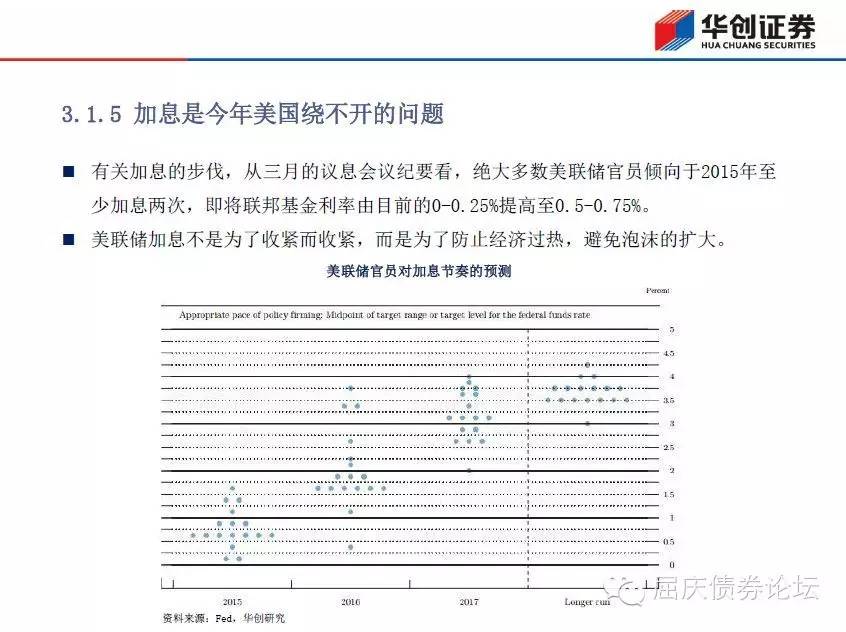 华创证券
HUA CHUANG SECURITIES
3.1.5 加息是今年美国绕不开的问题
有关加息的步伐，从三月的议息会议纪要看，绝大多数美联储官员倾向于2015年至
少加息两次，即将联邦基金利率由目前的0-0.25%提高至0.5-0.75%。
美联储加息不是为了收紧而收紧，而是为了防止经济过热，避免泡沫的扩大。
美联储官员对加息节奏的预测
Percent
Appropriate pace of policy firming: Midpoint of target range or target level for the federal funds rate
5
4.5
4
3.5
3
2.5
2
1.5
1
0.5
0
2015 2016 2017 Longer run
屈庆债券论坛
资料来源：Fed，华创研究